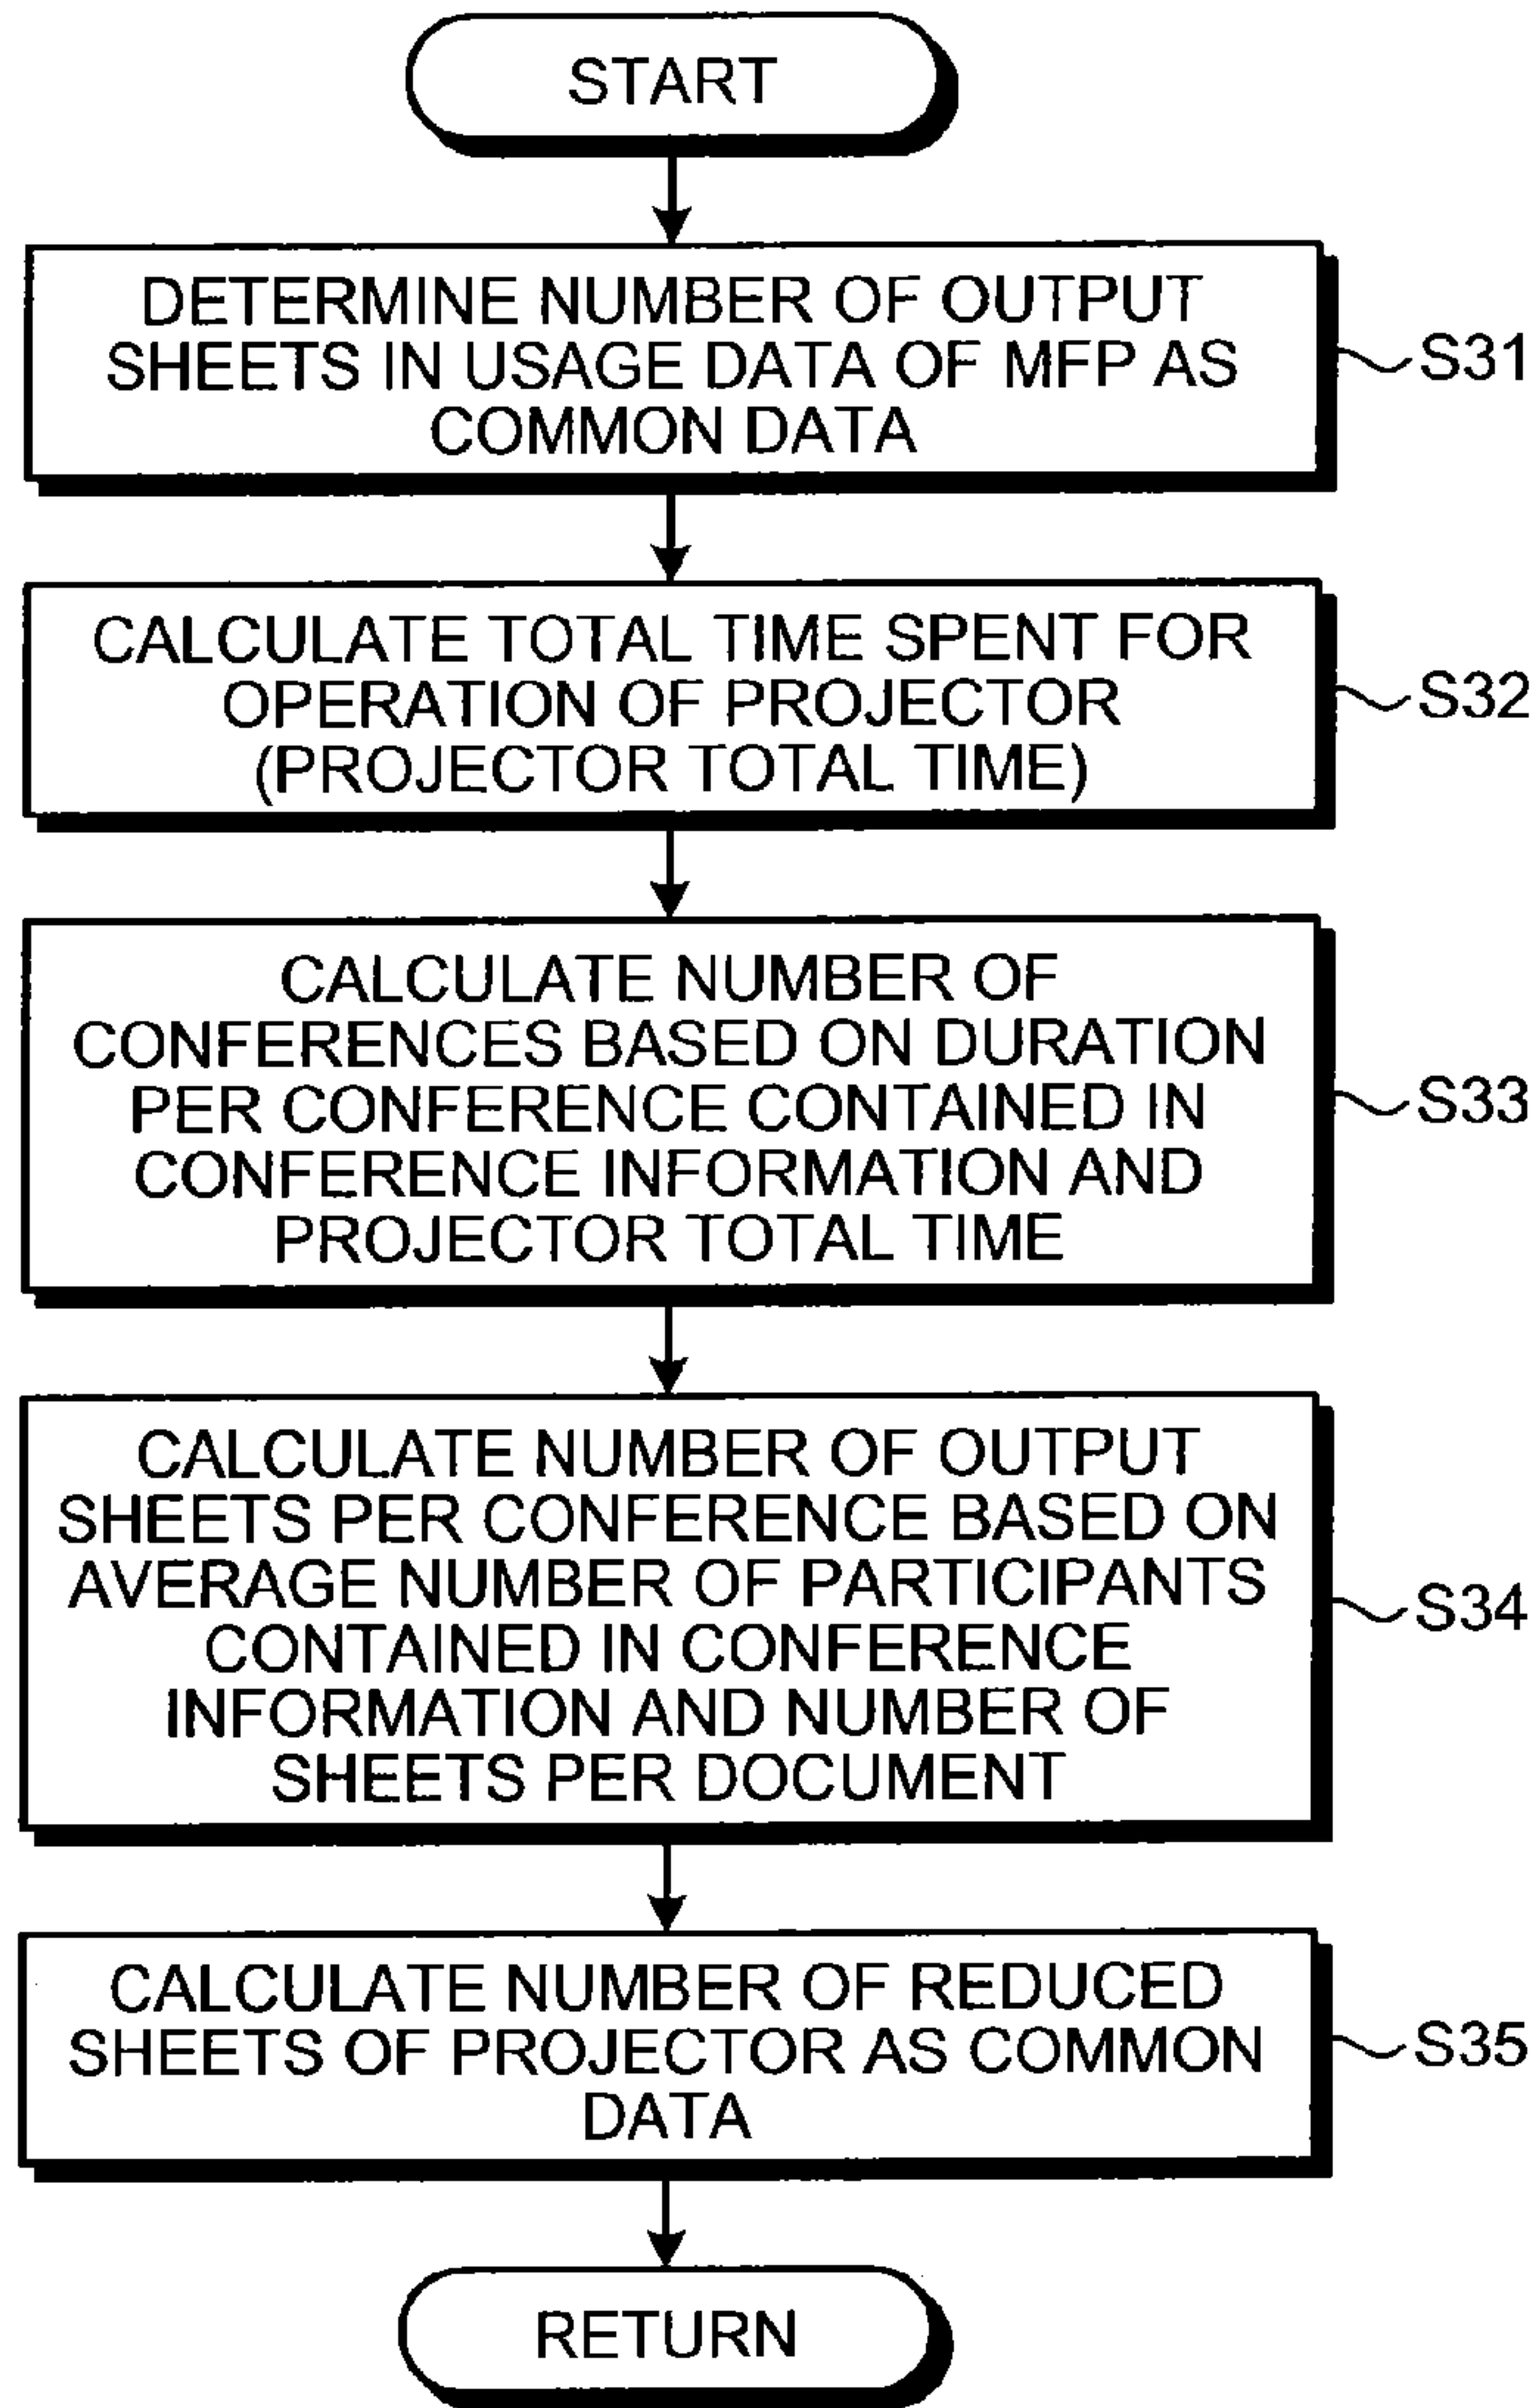 START
DETERMINE NUMBER OF OUTPUT
SHEETS IN USAGE DATA OF MFP AS
COMMON DATA
S31
CALCULATE TOTAL TIME SPENT FOR
OPERATION OF PROJECTOR
(PROJECTOR TOTAL TIME)
S32
CALCULATE NUMBER OF
CONFERENCES BASED ON DURATION
PER CONFERENCE CONTAINED IN
CONFERENCE INFORMATION AND
PROJECTOR TOTAL TIME
S33
CALCULATE NUMBER OF OUTPUT
SHEETS PER CONFERENCE BASED ON
AVERAGE NUMBER OF PARTICIPANTS
CONTAINED IN CONFERENCE
INFORMATION AND NUMBER OF
SHEETS PER DOCUMENT
S34
CALCULATE NUMBER OF REDUCED
SHEETS OF PROJECTOR AS COMMON
DATA
S35
RETURN